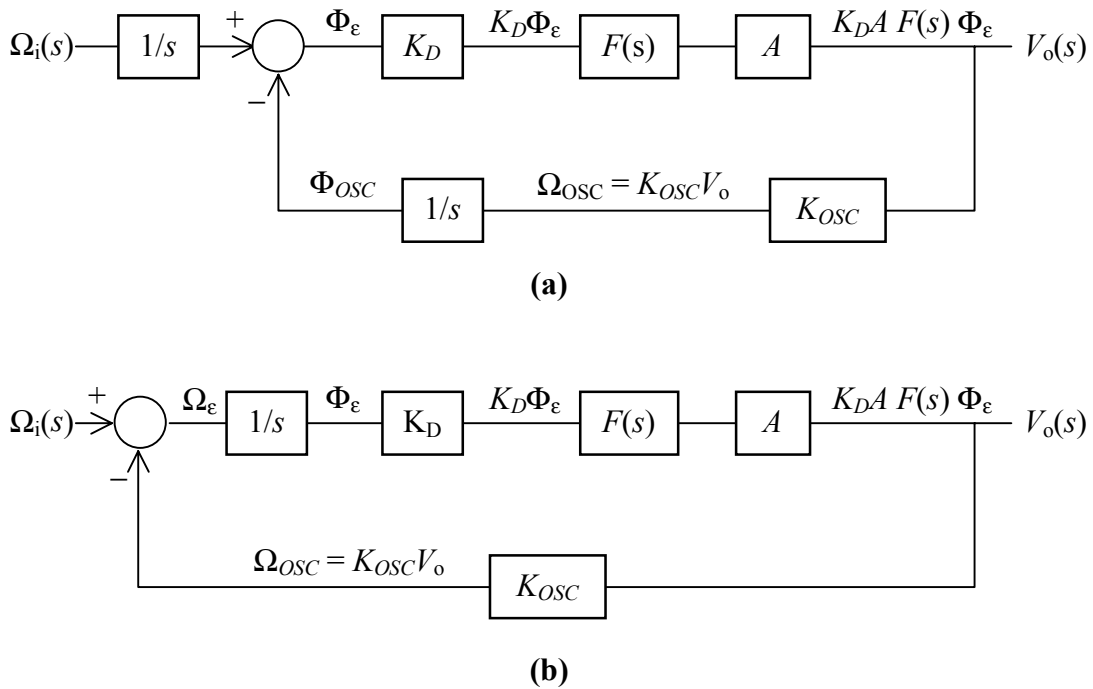 + Φε KDΦε KDA F(s) Φε
Ωi(s) 1/s KD F(s) A Vo(s)
−
ΦOSC ΩOSC = KOSCVo
1/s KOSC
(a)
+ Ωε Φε KDΦε KDA F(s) Φε
Ωi(s) 1/s KD F(s) A Vo(s)
−
ΩOSC = KOSCVo
KOSC
(b)